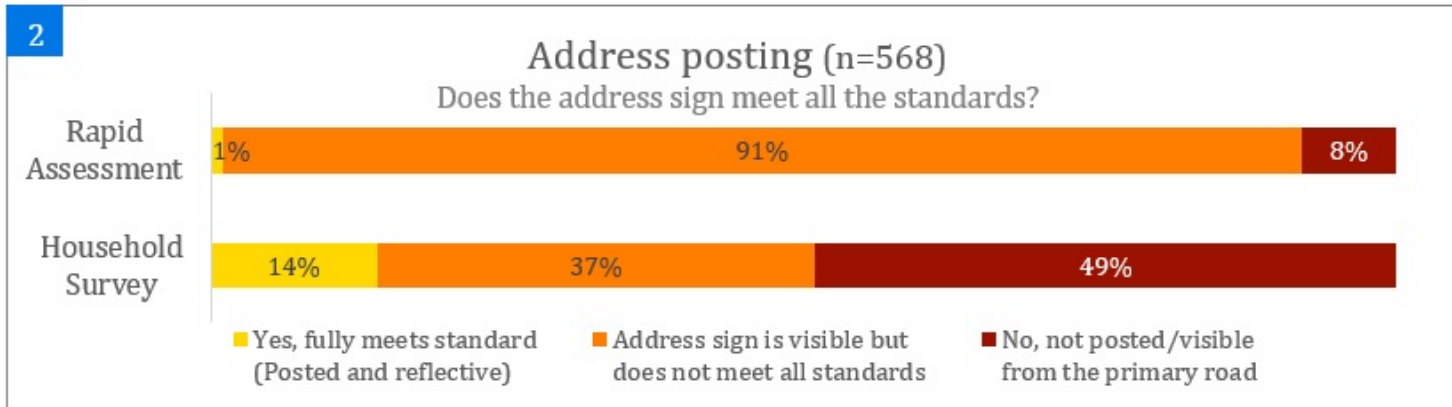 2
Address posting (n=568)
Does the address sign meet all the standards?
Rapid
Assessment
1%
91%
8%
Household
Survey
14%
37%
49%
Yes, fully meets standard
(Posted and reflective)
Address sign is visible but
does not meet all standards
No, not posted/visible
from the primary road